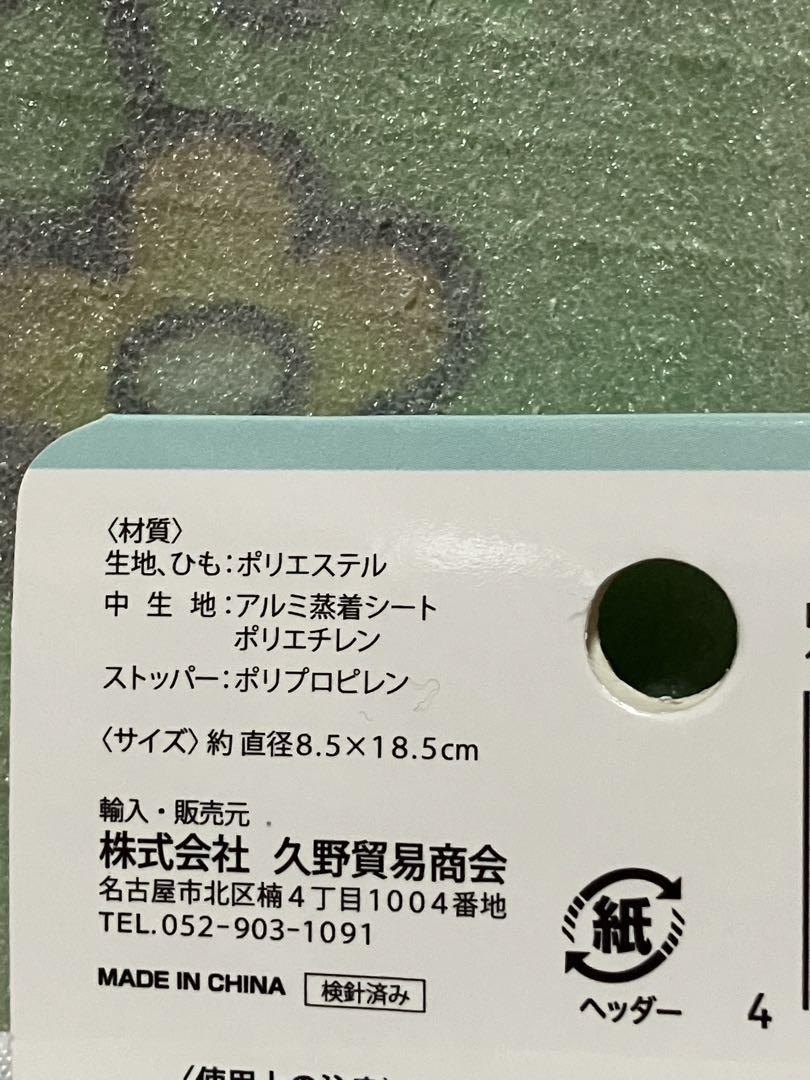 〈材質〉
生地、ひも：ポリエステル
中 生 地：アルミ蒸着シート
ポリエチレン
ストッパー：ポリプロピレン
〈サイズ〉約 直径8.5×18.5cm
輸入・販売元
株式会社 久野貿易商会
名古屋市北区楠4丁目1004番地
TEL.052-903-1091
MADE IN CHINA 検針済み
紙
ヘッダー
4